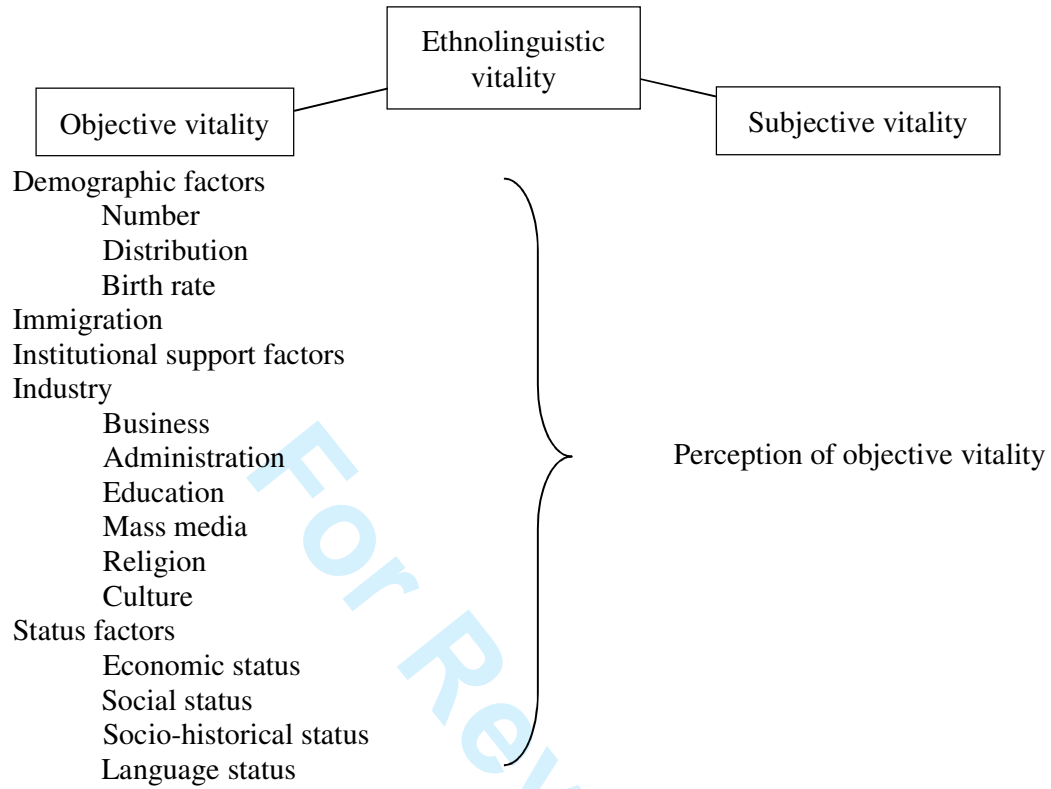 Ethnolinguistic
vitality
Objective vitality
Subjective vitality
Demographic factors
Number
Distribution
Birth rate
Immigration
Institutional support factors
Industry
Business
Administration
Education
Mass media
Religion
Culture
Status factors
Economic status
Social status
Socio-historical status
Language status
Perception of objective vitality
For Rev